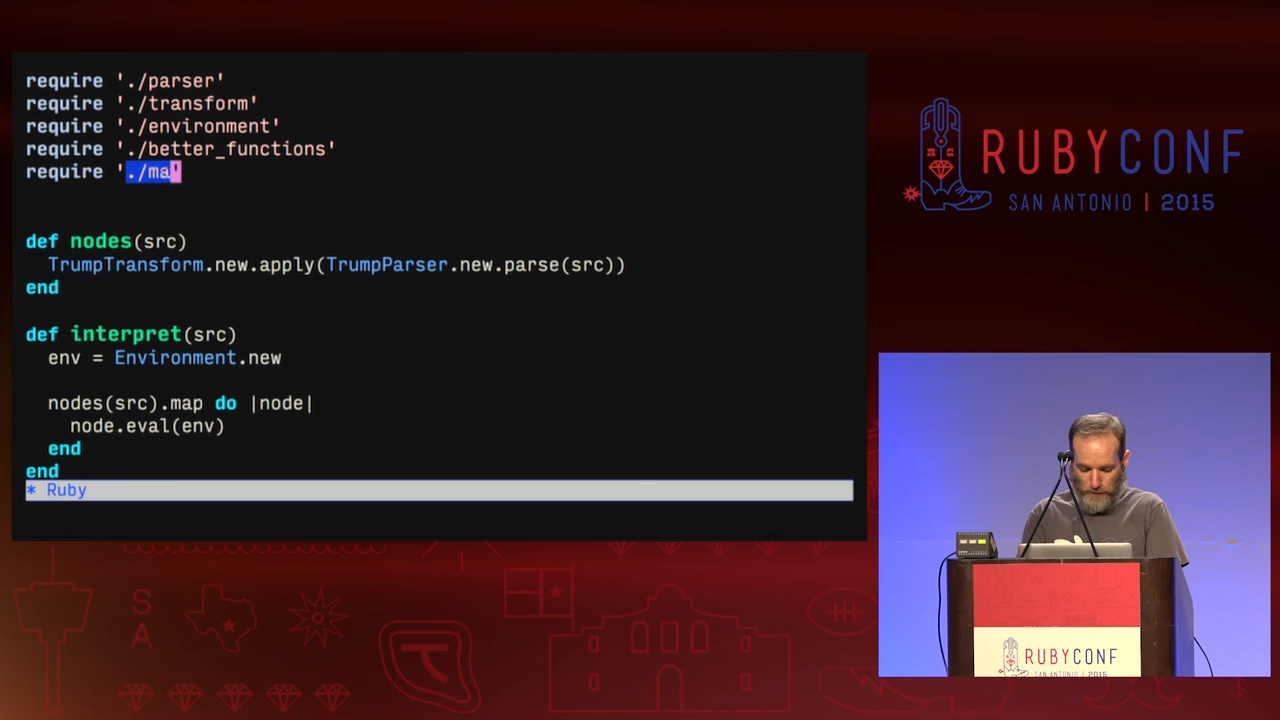 require './parser'
require './transform'
require './environment'
require './better_functions'
require './ma'
def nodes(src)
  TrumpTransform.new.apply(TrumpParser.new.parse(src))
end
def interpret(src)
  env = Environment.new
  nodes(src).map do |node|
    node.eval(env)
  end
end
* Ruby
RUBYCONF
SAN ANTONIO | 2015
S
A
RUBYCONF